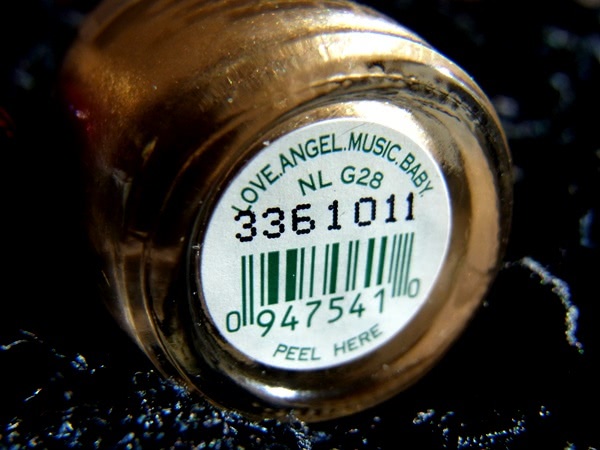 LOVE.ANGEL.MUSIC.BABY.
NL G28
3361011
0 947541 0
PEEL HERE